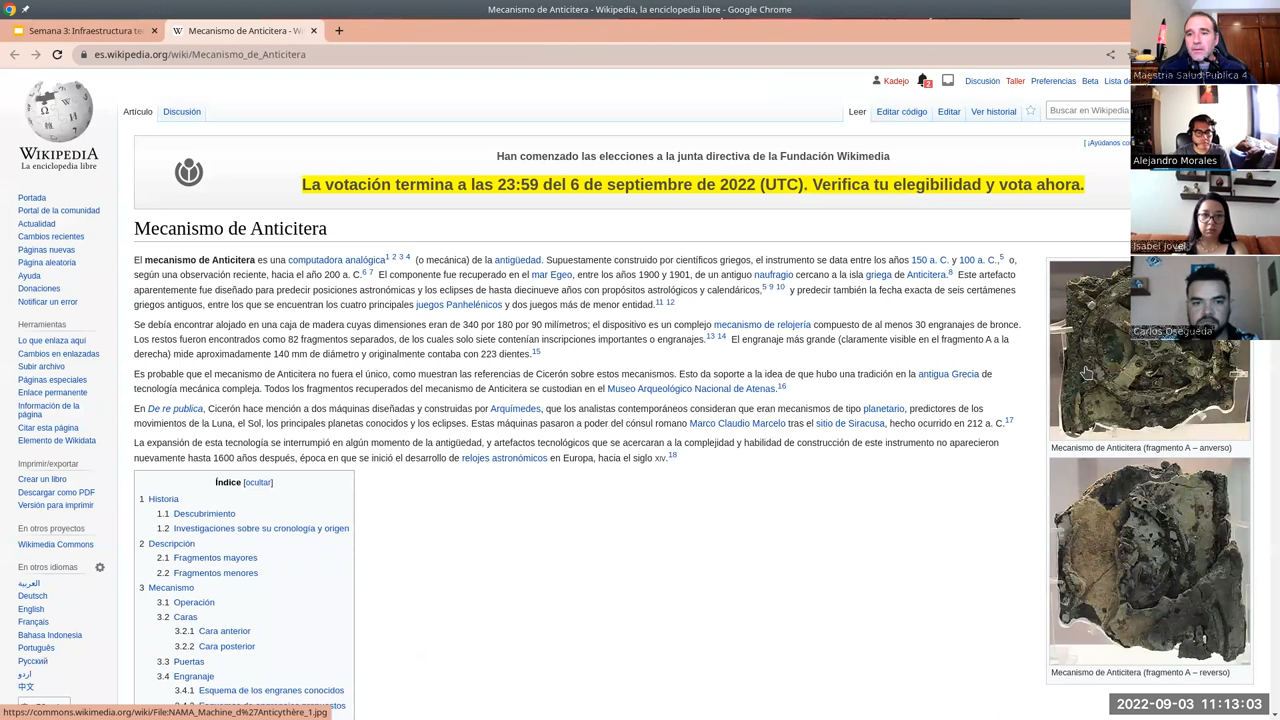 Mecanismo de Anticitera - Wikipedia, la enciclopedia libre - Google Chrome
Semana 3: Infraestructura te
Mecanismo de Anticitera - Wi
es.wikipedia.org/wiki/Mecanismo_de_Anticitera
Kadejo
2
Discusión
Taller
Preferencias
Beta
Lista de
Artículo
Discusión
Leer
Editar código
Editar
Ver historial
Buscar en Wikipedia
WIKIPEDIA
La enciclopedia libre
[ ¡Ayúdanos con
Han comenzado las elecciones a la junta directiva de la Fundación Wikimedia
La votación termina a las 23:59 del 6 de septiembre de 2022 (UTC). Verifica tu elegibilidad y vota ahora.
Portada
Portal de la comunidad
Actualidad
Cambios recientes
Páginas nuevas
Página aleatoria
Ayuda
Donaciones
Notificar un error
Herramientas
Lo que enlaza aquí
Cambios en enlazadas
Subir archivo
Páginas especiales
Enlace permanente
Información de la
página
Citar esta página
Elemento de Wikidata
Imprimir/exportar
Crear un libro
Descargar como PDF
Versión para imprimir
En otros proyectos
Wikimedia Commons
En otros idiomas
العربية
Deutsch
English
Français
Bahasa Indonesia
Português
Русский
اردو
中文
Mecanismo de Anticitera
El mecanismo de Anticitera es una computadora analógica1 2 3 4 (o mecánica) de la antigüedad. Supuestamente construido por científicos griegos, el instrumento se data entre los años 150 a. C. y 100 a. C.,5 o,
según una observación reciente, hacia el año 200 a. C.6 7 El componente fue recuperado en el mar Egeo, entre los años 1900 y 1901, de un antiguo naufragio cercano a la isla griega de Anticitera.8 Este artefacto
aparentemente fue diseñado para predecir posiciones astronómicas y los eclipses de hasta diecinueve años con propósitos astrológicos y calendáricos,5 9 10 y predecir también la fecha exacta de seis certámenes
griegos antiguos, entre los que se encuentran los cuatro principales juegos Panhelénicos y dos juegos más de menor entidad.11 12
Se debía encontrar alojado en una caja de madera cuyas dimensiones eran de 340 por 180 por 90 milímetros; el dispositivo es un complejo mecanismo de relojería compuesto de al menos 30 engranajes de bronce.
Los restos fueron encontrados como 82 fragmentos separados, de los cuales solo siete contenían inscripciones importantes o engranajes.13 14 El engranaje más grande (claramente visible en el fragmento A a la
derecha) mide aproximadamente 140 mm de diámetro y originalmente contaba con 223 dientes.15
Es probable que el mecanismo de Anticitera no fuera el único, como muestran las referencias de Cicerón sobre estos mecanismos. Esto da soporte a la idea de que hubo una tradición en la antigua Grecia de
tecnología mecánica compleja. Todos los fragmentos recuperados del mecanismo de Anticitera se custodian en el Museo Arqueológico Nacional de Atenas.16
En De re publica, Cicerón hace mención a dos máquinas diseñadas y construidas por Arquímedes, que los analistas contemporáneos consideran que eran mecanismos de tipo planetario, predictores de los
movimientos de la Luna, el Sol, los principales planetas conocidos y los eclipses. Estas máquinas pasaron a poder del cónsul romano Marco Claudio Marcelo tras el sitio de Siracusa, hecho ocurrido en 212 a. C.17
La expansión de esta tecnología se interrumpió en algún momento de la antigüedad, y artefactos tecnológicos que se acercaran a la complejidad y habilidad de construcción de este instrumento no aparecieron
nuevamente hasta 1600 años después, época en que se inició el desarrollo de relojes astronómicos en Europa, hacia el siglo XIV.18
Índice [ocultar]
1 Historia
1.1 Descubrimiento
1.2 Investigaciones sobre su cronología y origen
2 Descripción
2.1 Fragmentos mayores
2.2 Fragmentos menores
3 Mecanismo
3.1 Operación
3.2 Caras
3.2.1 Cara anterior
3.2.2 Cara posterior
3.3 Puertas
3.4 Engranaje
3.4.1 Esquema de los engranes conocidos
Mecanismo de Anticitera (fragmento A – anverso)
Mecanismo de Anticitera (fragmento A – reverso)
Maestria Salud Publica 4
Alejandro Morales
Isabel Jovel
Carlos Osegueda
https://commons.wikimedia.org/wiki/File:NAMA_Machine_d%27Anticythère_1.jpg
2022-09-03 11:13:03